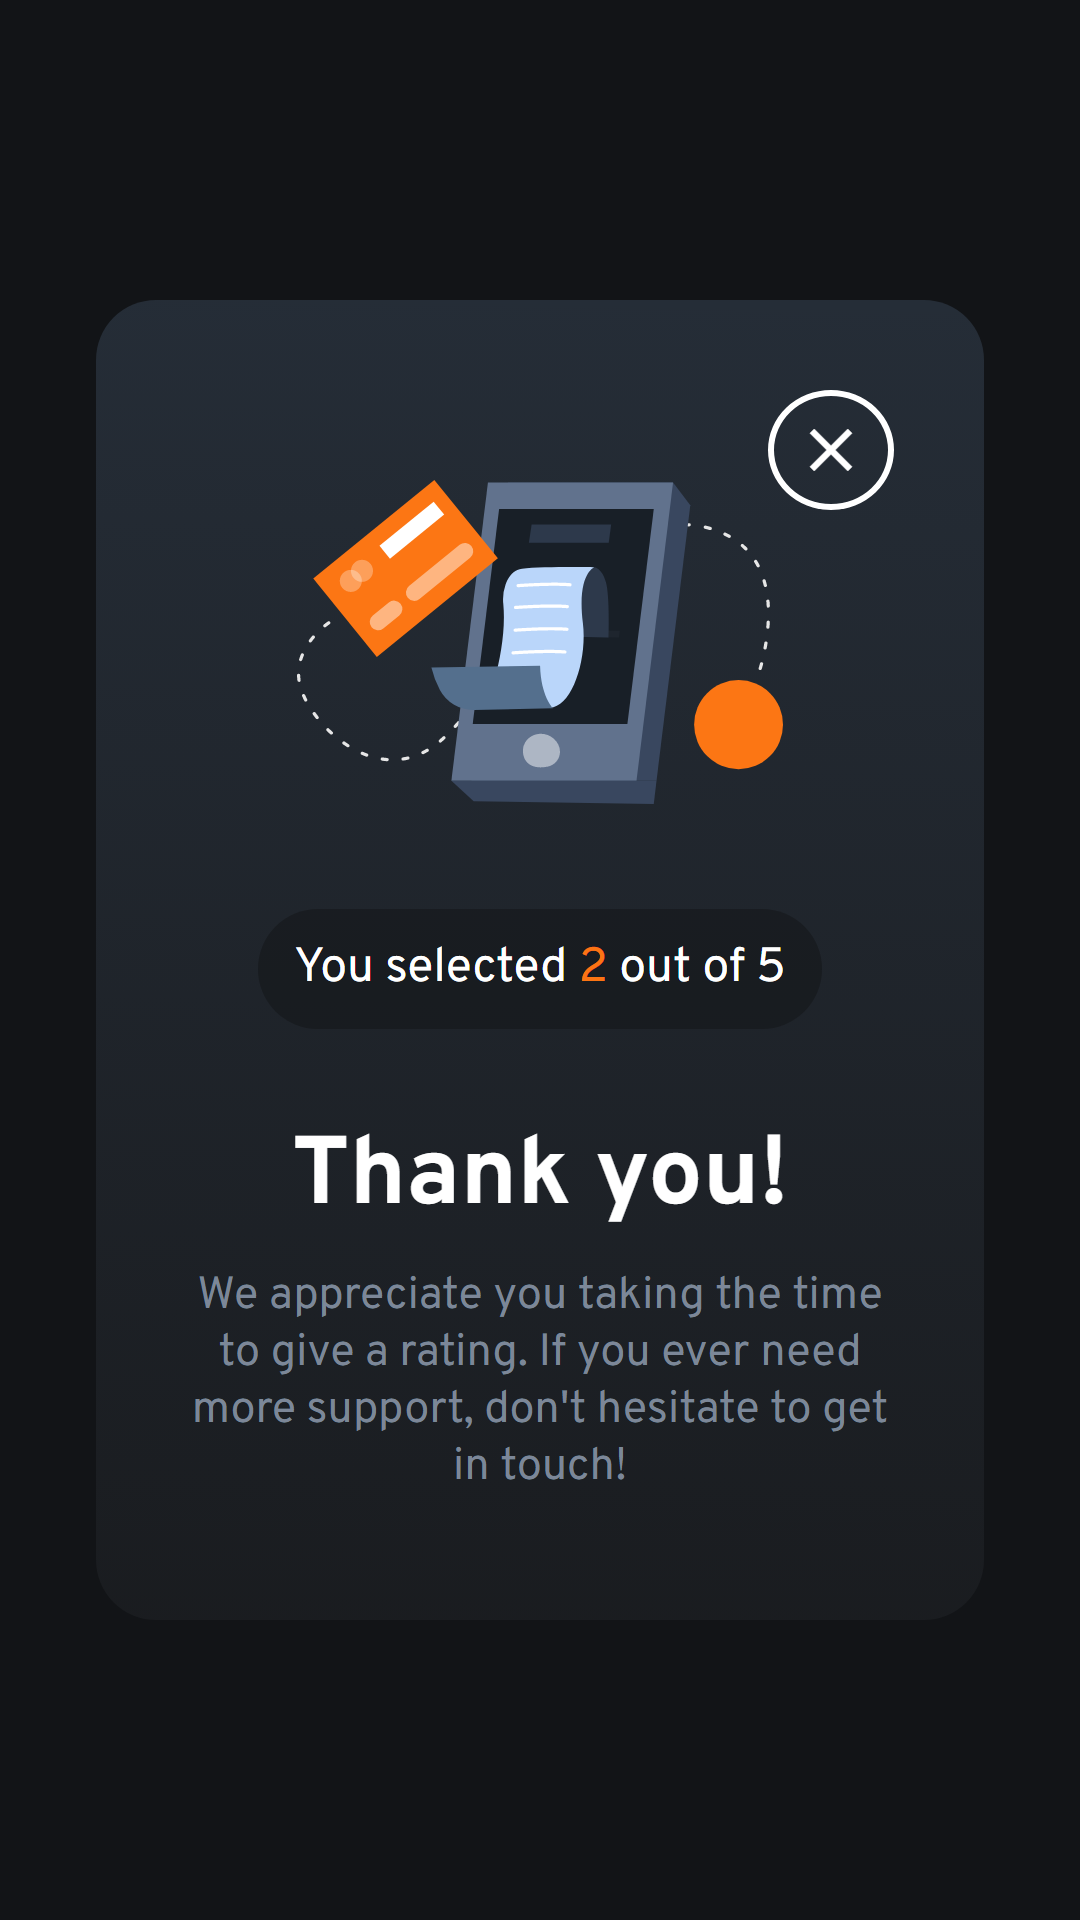 You selected 2 out of 5
Thank you!
We appreciate you taking the time
to give a rating. If you ever need
more support, don't hesitate to get
in touch!